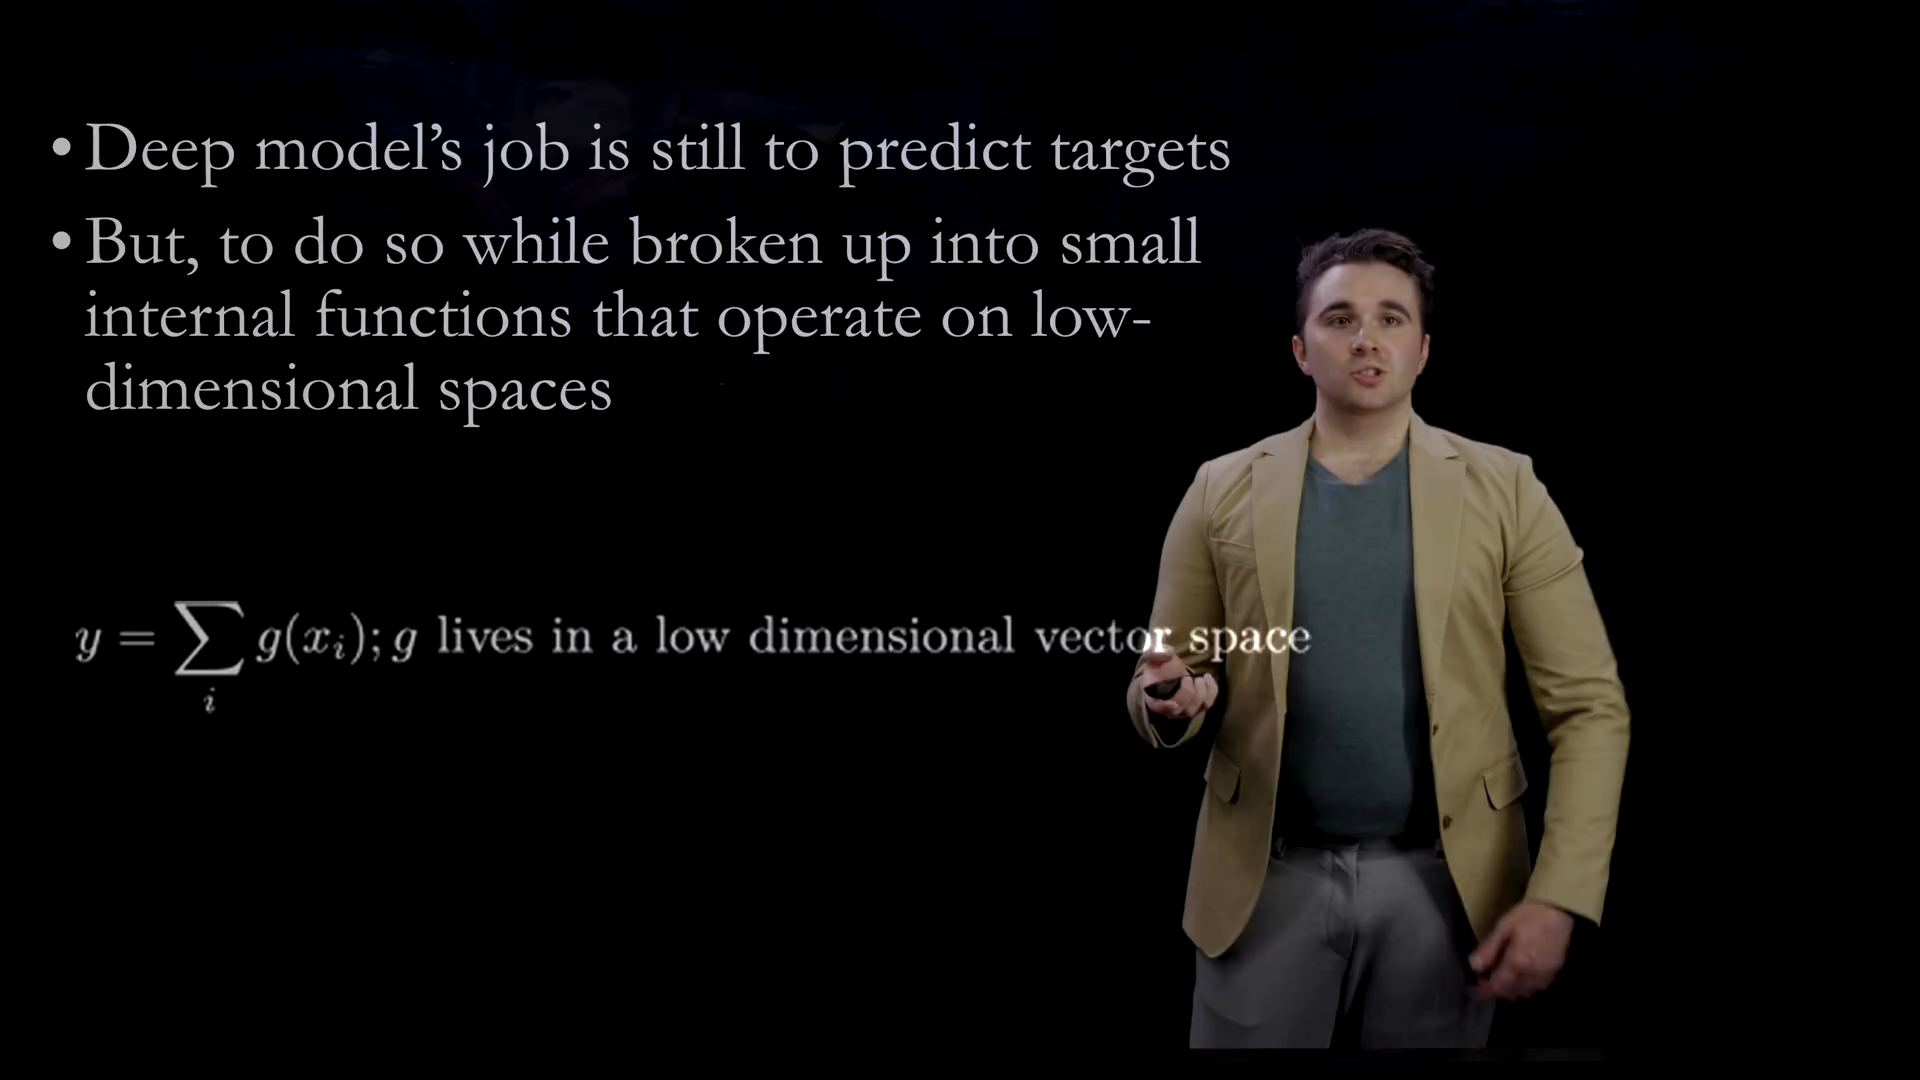 • Deep model’s job is still to predict targets
• But, to do so while broken up into small
internal functions that operate on low-
dimensional spaces
y = ∑ g(x_i); g lives in a low dimensional vector space
i